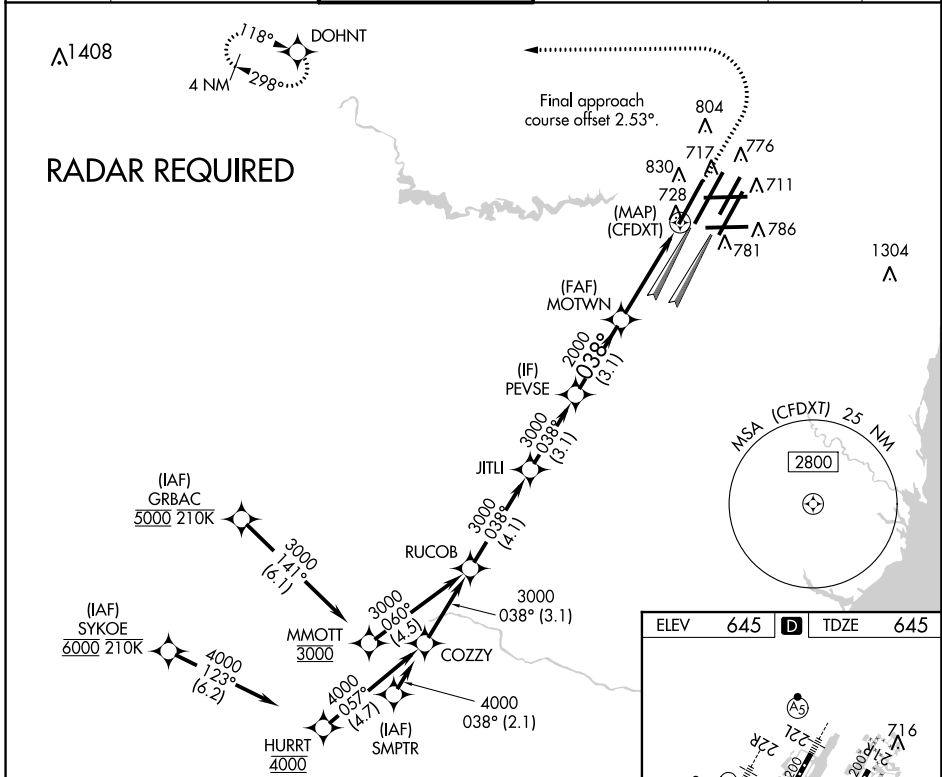 1408
118°
DOHNT
4 NM
298°
Final approach
course offset 2.53°.
804
RADAR REQUIRED
830
717
776
728
711
(MAP)
(CFDXT)
786
781
1304
(FAF)
MOTWN
2000
038°
(3.1)
(IF)
PEVSE
3000
038°
(3.1)
MSA (CFDXT) 25 NM
2800
JITLI
(IAF)
GRBAC
5000 210K
3000
038°
(4.1)
3000
141°
(6.1)
RUCOB
3000
038° (3.1)
3000
060°
(4.5)
MMOTT
3000
COZZY
(IAF)
SYKOE
6000 210K
4000
123°
(6.2)
4000
057°
(4.7)
4000
038° (2.1)
(IAF)
SMPTR
HURRT
4000
ELEV 645 D TDZE 645
A5
716
22R
22L
21R
200
200